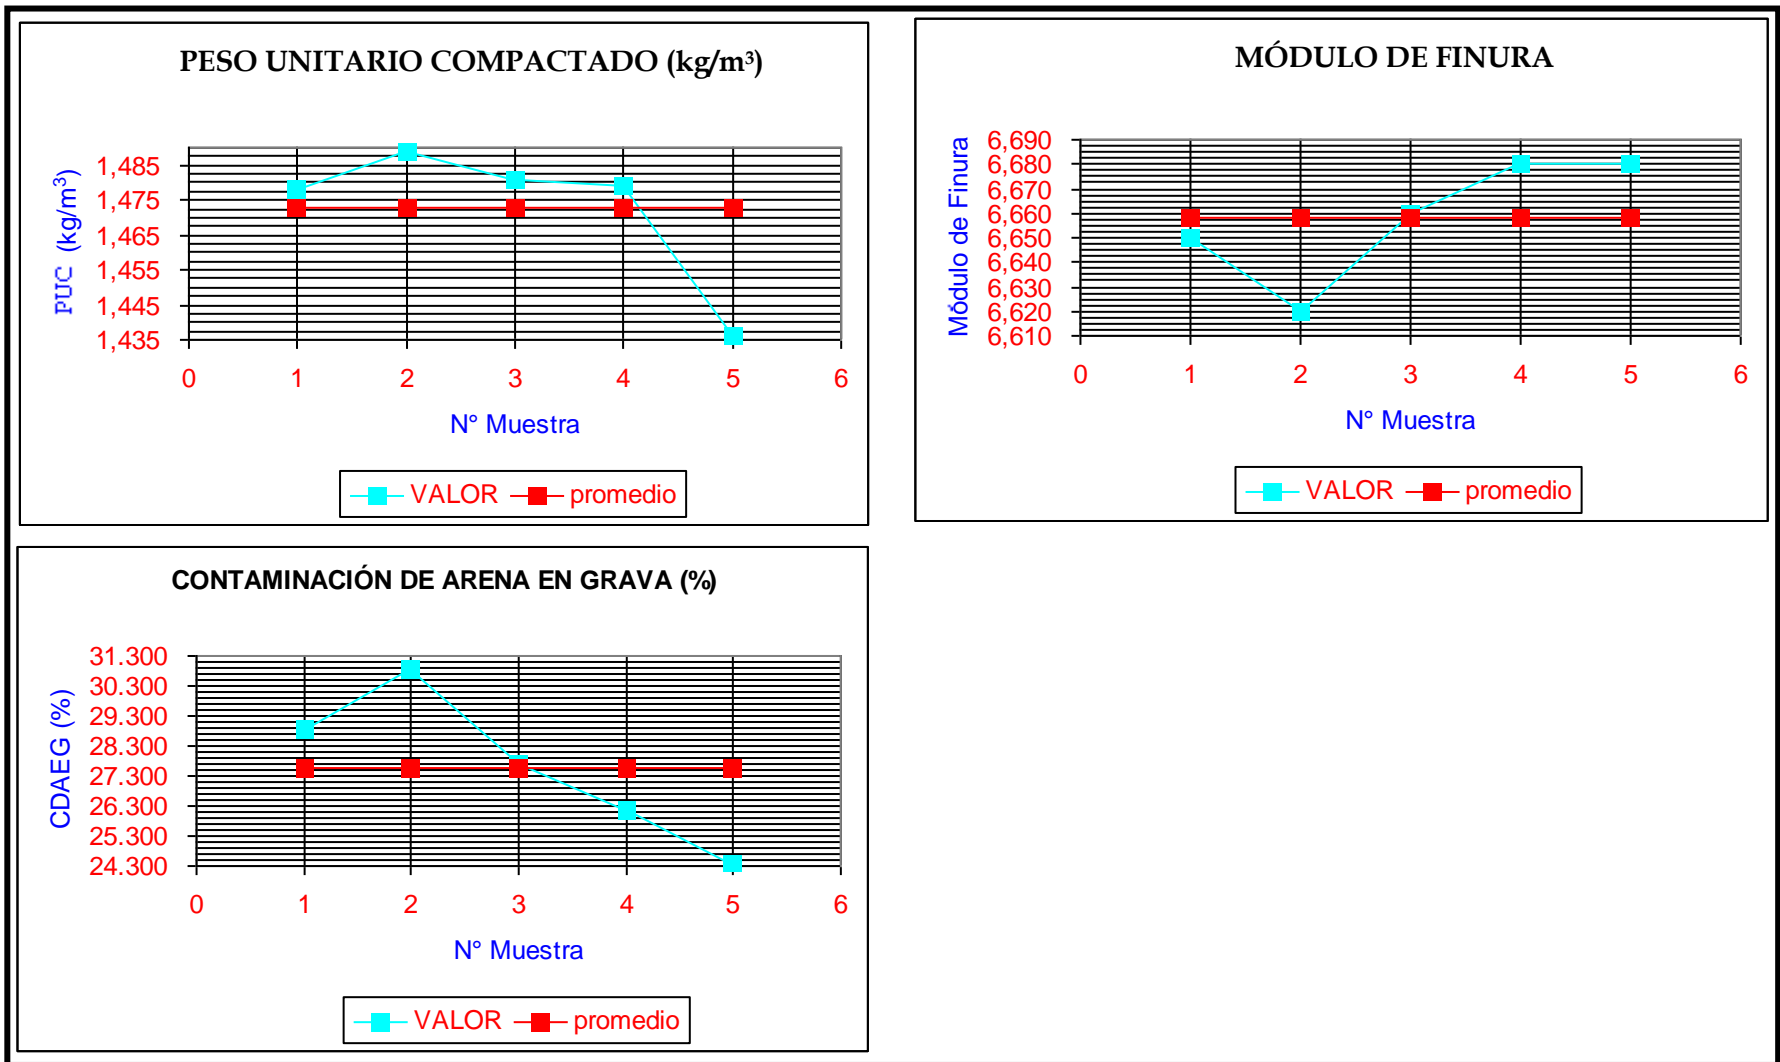 PESO UNITARIO COMPACTADO (kg/m³)
PUC (kg/m³)
1,485
1,475
1,465
1,455
1,445
1,435
0 1 2 3 4 5 6
N° Muestra
VALOR promedio
MÓDULO DE FINURA
Módulo de Finura
6,690
6,680
6,670
6,660
6,650
6,640
6,630
6,620
6,610
0 1 2 3 4 5 6
N° Muestra
VALOR promedio
CONTAMINACIÓN DE ARENA EN GRAVA (%)
CDAEG (%)
31.300
30.300
29.300
28.300
27.300
26.300
25.300
24.300
0 1 2 3 4 5 6
N° Muestra
VALOR promedio